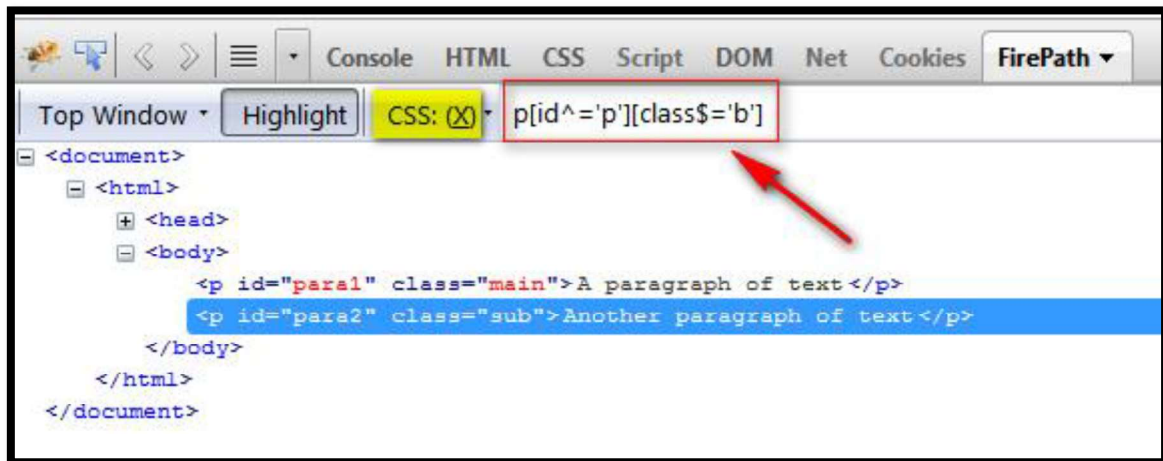 Console HTML CSS Script DOM Net Cookies FirePath
Top Window Highlight CSS: (X) p[id^='p'][class$='b']
<document>
<html>
<head>
<body>
<p id="para1" class="main">A paragraph of text</p>
<p id="para2" class="sub">Another paragraph of text</p>
</body>
</html>
</document>